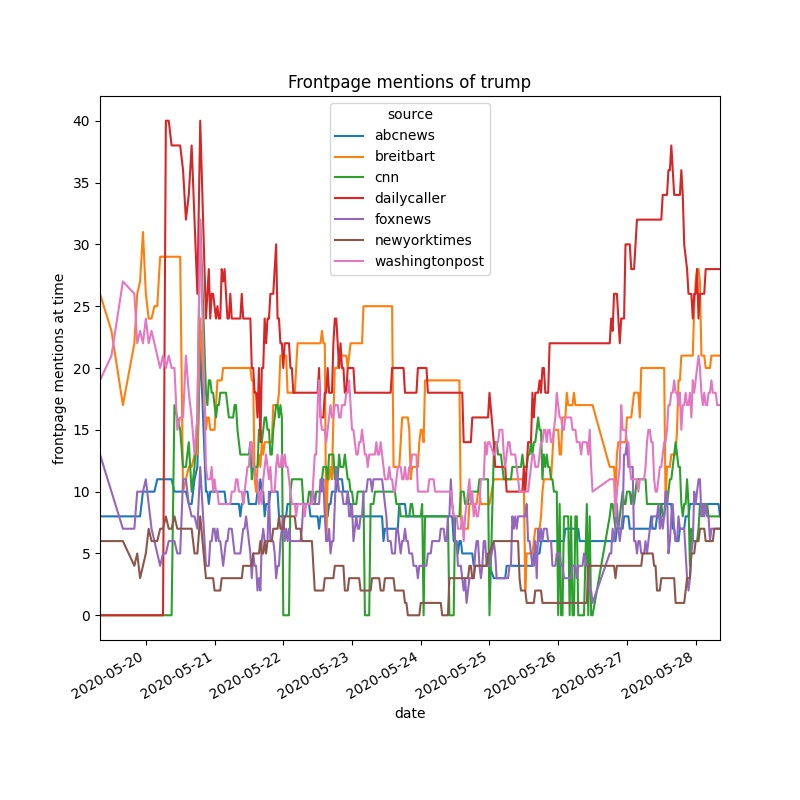 Frontpage mentions of trump
source
abcnews
breitbart
cnn
dailycaller
foxnews
newyorktimes
washingtonpost
frontpage mentions at time
40
35
30
25
20
15
10
5
0
2020-05-20
2020-05-21
2020-05-22
2020-05-23
2020-05-24
2020-05-25
2020-05-26
2020-05-27
2020-05-28
date